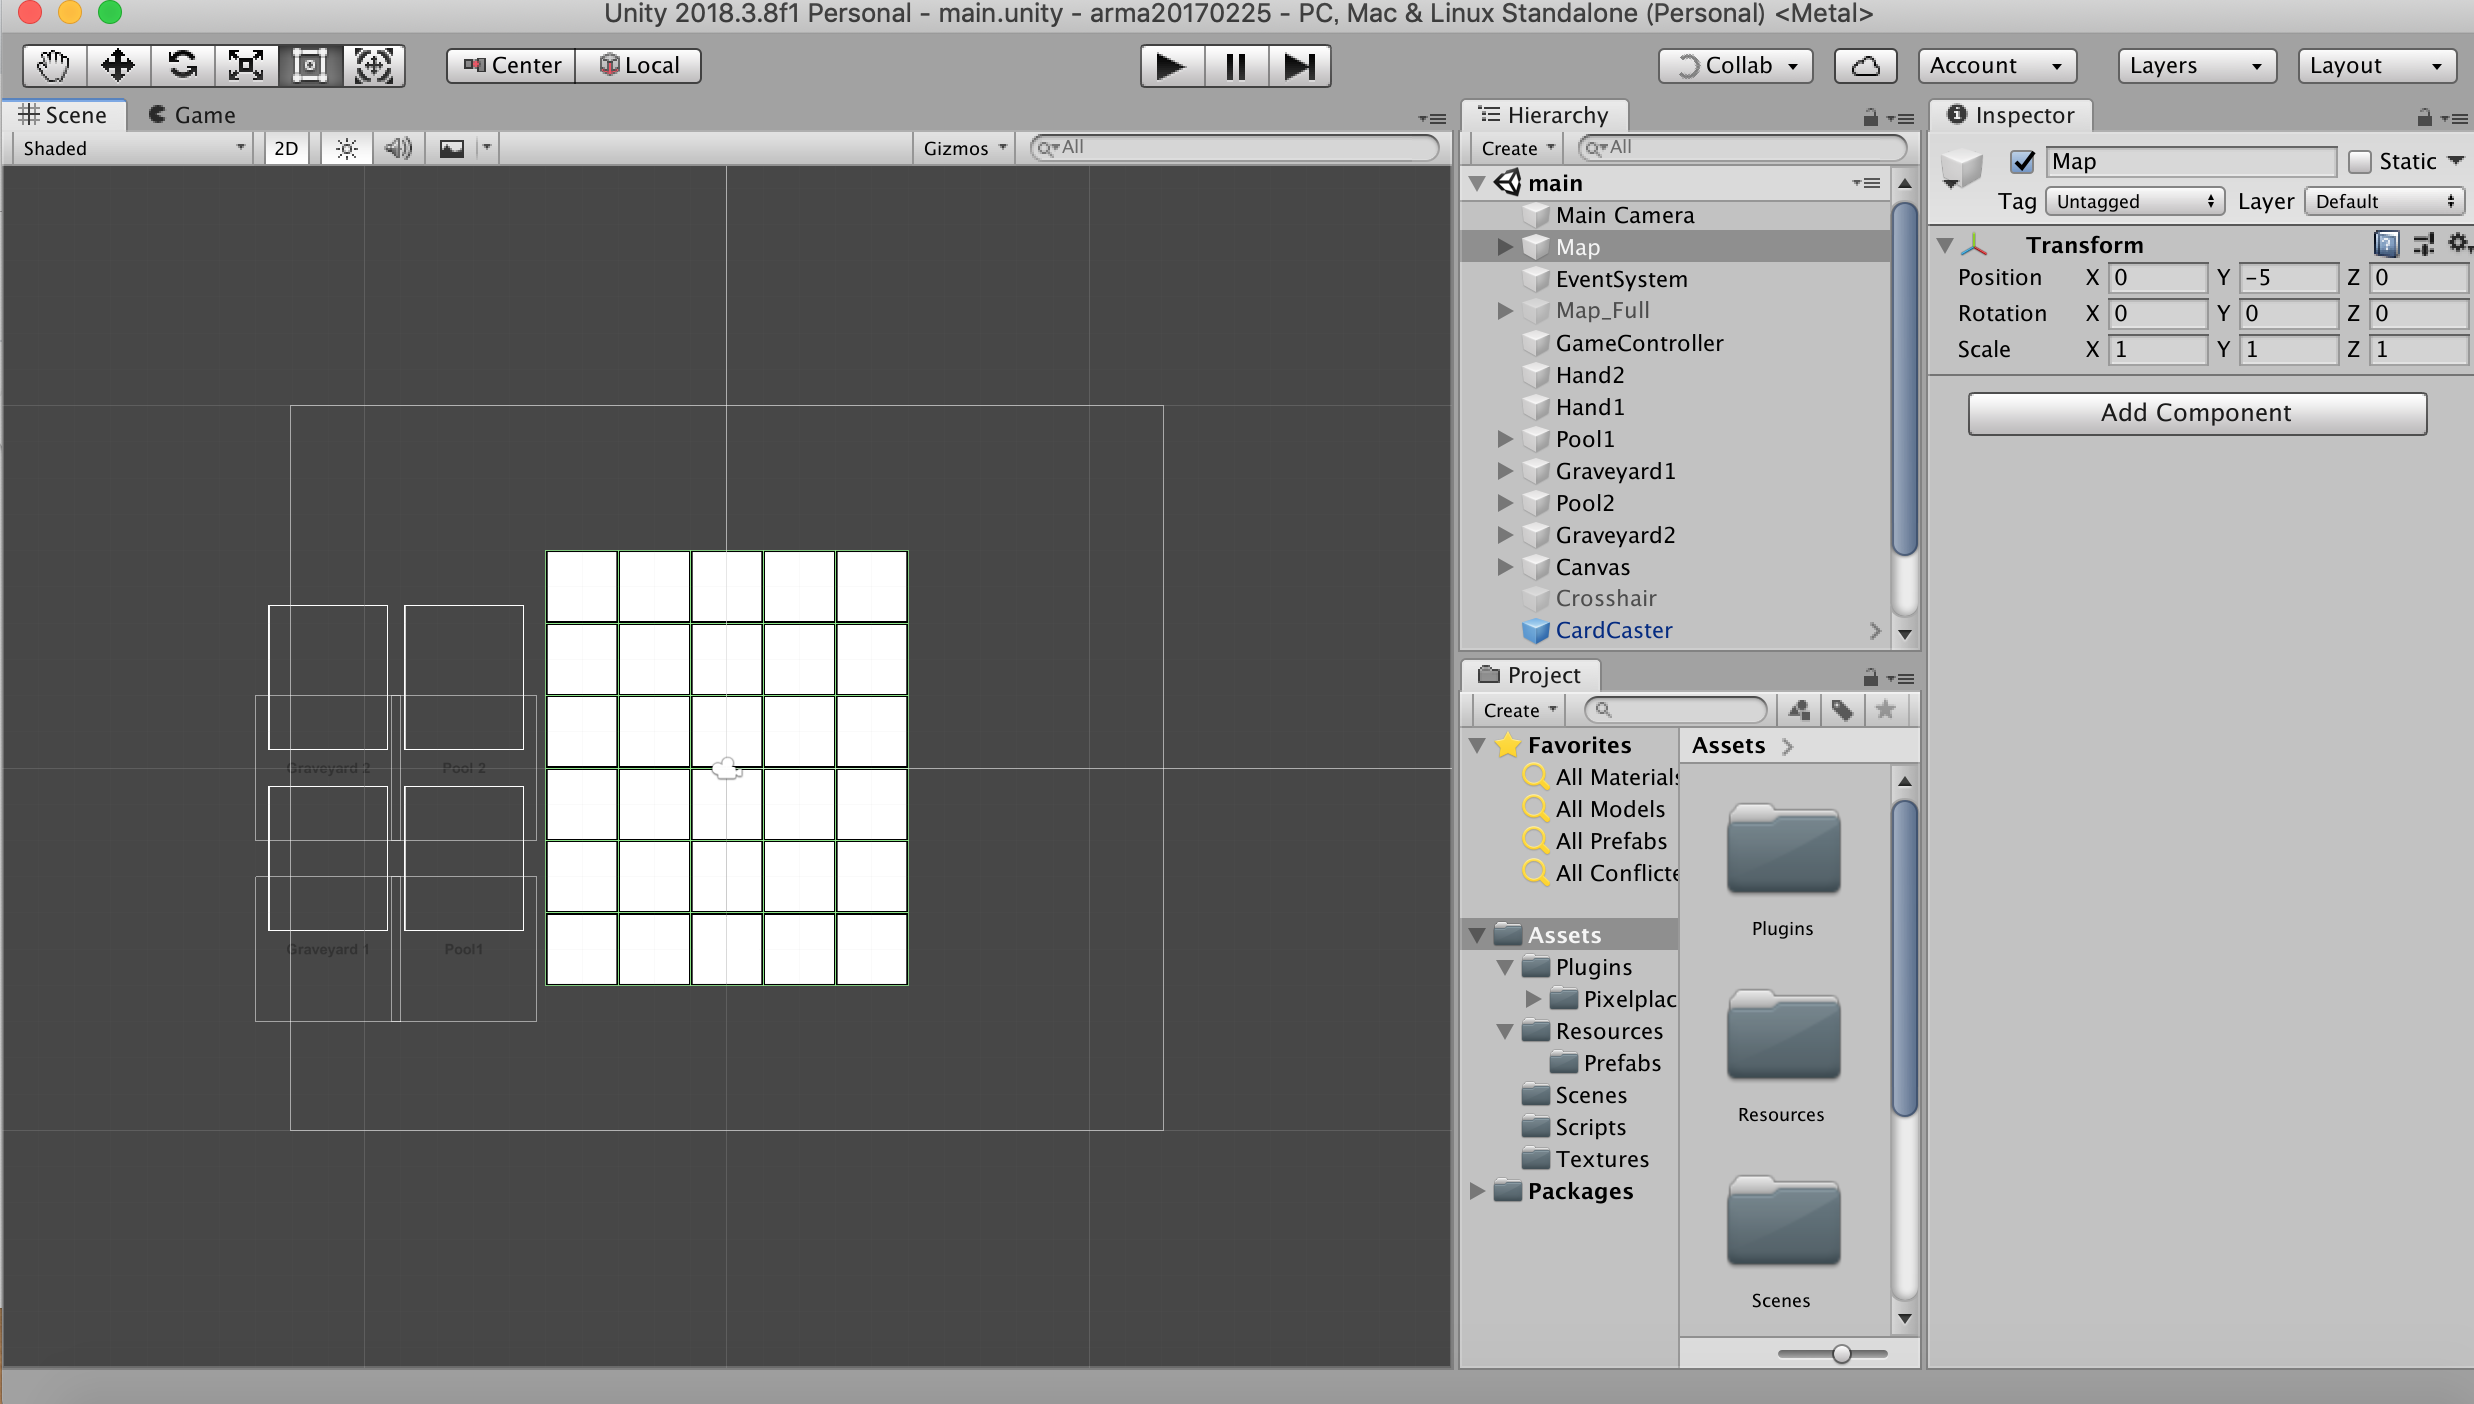 Unity 2018.3.8f1 Personal - main.unity - arma20170225 - PC, Mac & Linux Standalone (Personal) <Metal>
Center Local Collab Account Layers Layout
Scene Game
Shaded 2D Gizmos All
Graveyard 2 Pool 2
Graveyard 1 Pool1
Hierarchy
Create All
main
Main Camera
Map
EventSystem
Map_Full
GameController
Hand2
Hand1
Pool1
Graveyard1
Pool2
Graveyard2
Canvas
Crosshair
CardCaster
Project
Create
Favorites
All Materials
All Models
All Prefabs
All Conflicte
Assets
Plugins
Pixelplac
Resources
Prefabs
Scenes
Scripts
Textures
Packages
Assets
Plugins
Resources
Scenes
Inspector
Map Static
Tag Untagged Layer Default
Transform
Position X 0 Y -5 Z 0
Rotation X 0 Y 0 Z 0
Scale X 1 Y 1 Z 1
Add Component